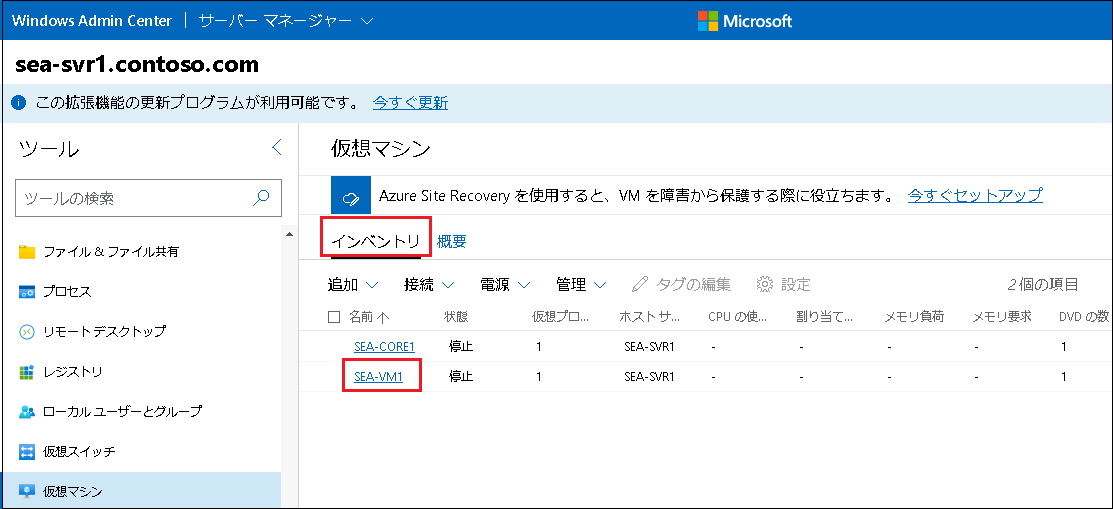 Windows Admin Center | サーバー マネージャー Microsoft
sea-svr1.contoso.com
この拡張機能の更新プログラムが利用可能です。 今すぐ更新
ツール
ツールの検索
ファイル & ファイル共有
プロセス
リモート デスクトップ
レジストリ
ローカル ユーザーとグループ
仮想スイッチ
仮想マシン
仮想マシン
Azure Site Recovery を使用すると、VM を障害から保護する際に役立ちます。 今すぐセットアップ
インベントリ 概要
追加 接続 電源 管理 タグの編集 設定 2個の項目
名前 状態 仮想プロ... ホスト サ... CPU の使... 割り当て... メモリ負荷 メモリ要求 DVD の数
SEA-CORE1 停止 1 SEA-SVR1 - - - - 1
SEA-VM1 停止 1 SEA-SVR1 - - - - 1